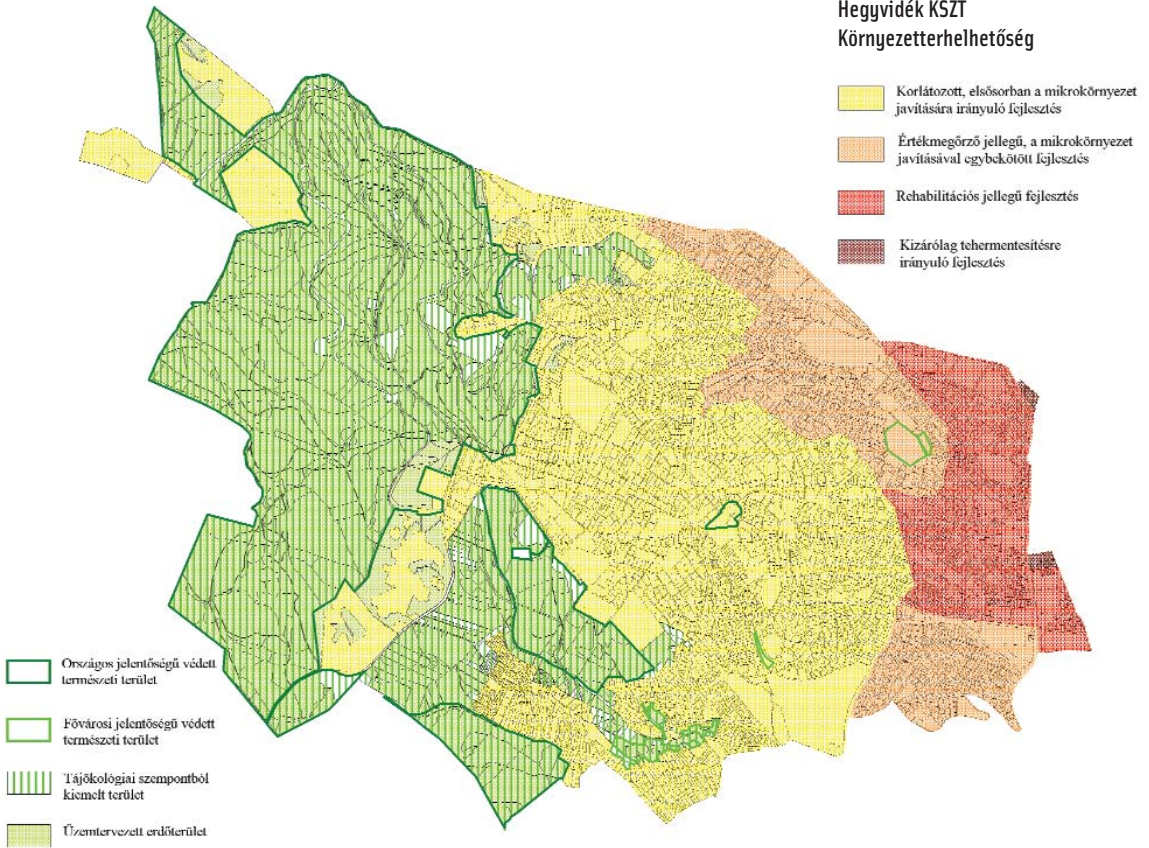 Hegyvidék KSZT
Környezetterhelhetőség
Korlátozott, elsősorban a mikrokörnyezet
javítására irányuló fejlesztés
Értékmegőrző jellegű, a mikrokörnyezet
javításával egybekötött fejlesztés
Rehabilitációs jellegű fejlesztés
Kizárólag tehermentesítésre
irányuló fejlesztés
Országos jelentőségű védett
természeti terület
Fővárosi jelentőségű védett
természeti terület
Tájökológiai szempontból
kiemelt terület
Üzemtervezett erdőterület